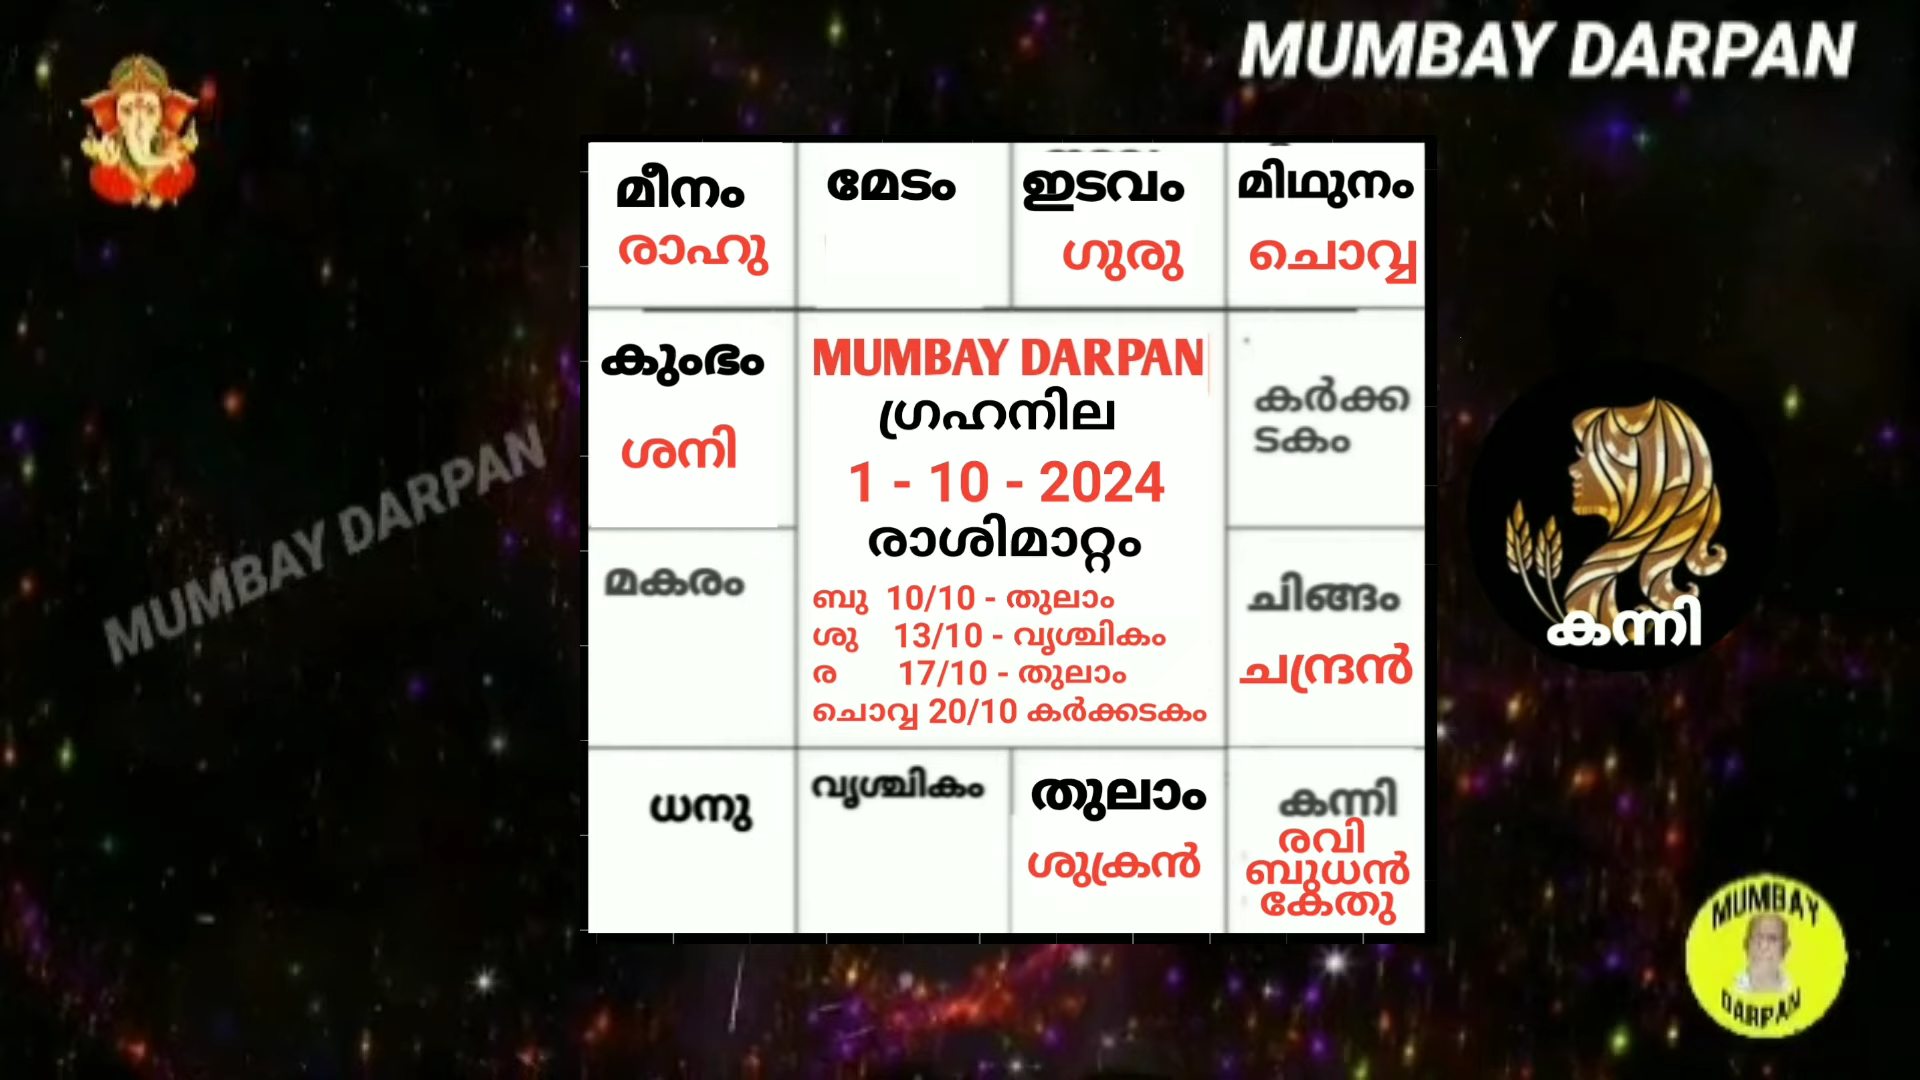 MUMBAY DARPAN
മീനം
രാഹു
മേടം
ഇടവം
ഗുരു
മിഥുനം
ചൊവ്വ
കുംഭം
ശനി
MUMBAY DARPAN
ഗ്രഹനില
1 - 10 - 2024
രാശിമാറ്റം
ബു 10/10 - തുലാം
ശു 13/10 - വൃശ്ചികം
ര 17/10 - തുലാം
ചൊവ്വ 20/10 കർക്കടകം
കർക്ക
ടകം
MUMBAY DARPAN
മകരം
ചിങ്ങം
ചന്ദ്രൻ
കന്നി
ധനു
വൃശ്ചികം
തുലാം
ശുക്രൻ
കന്നി
രവി
ബുധൻ
കേതു
MUMBAY
DARPAN